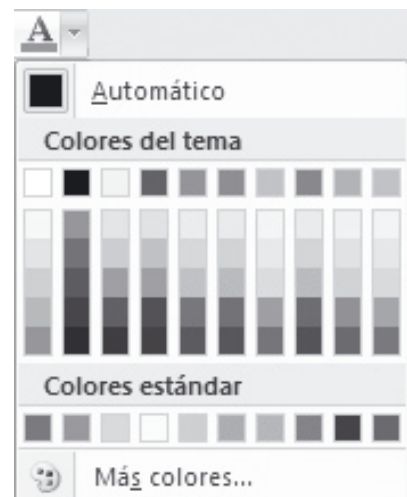 A
Automático
Colores del tema
Colores estándar
Más colores...